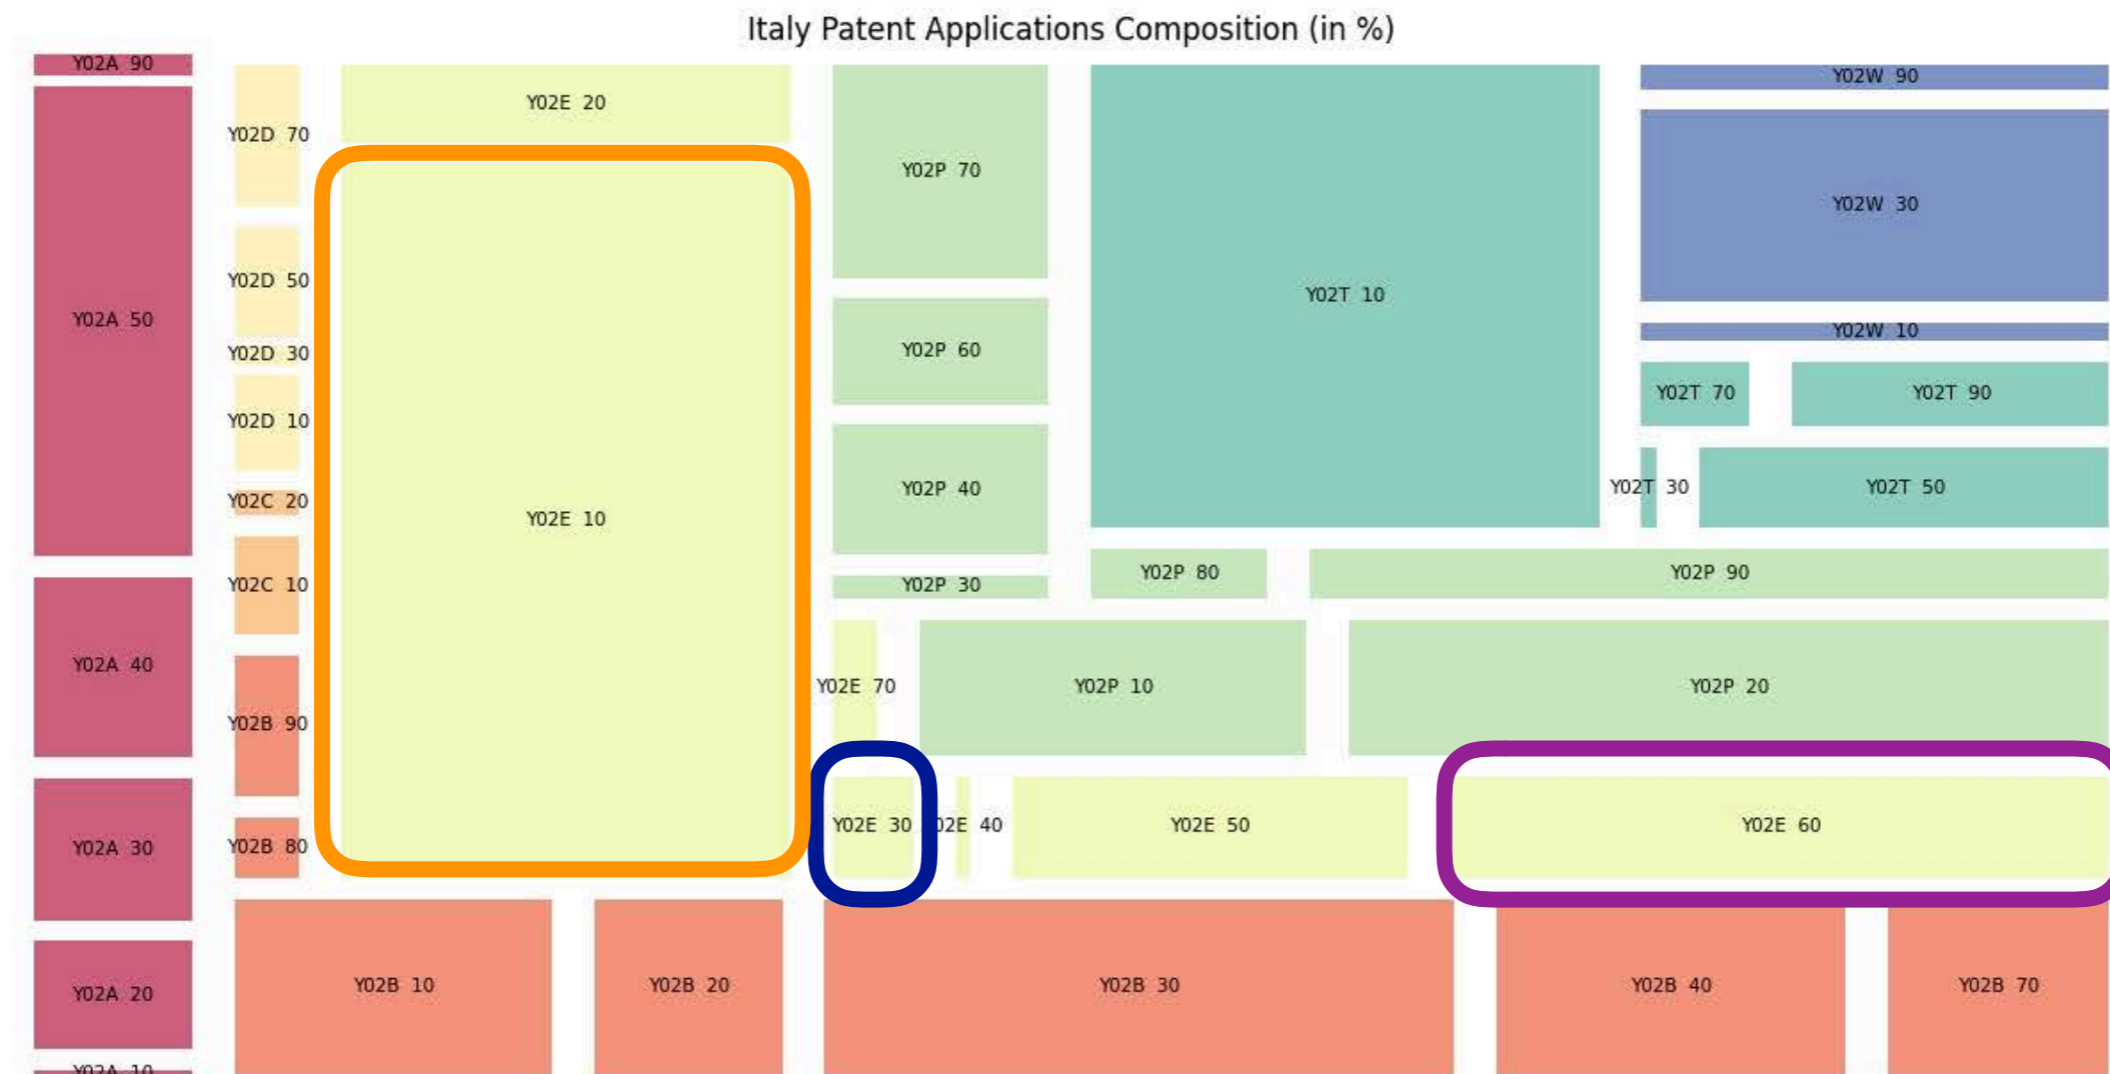 Italy Patent Applications Composition (in %)
Y02A 90
Y02A 50
Y02A 40
Y02A 30
Y02A 20
Y02A 10
Y02D 70
Y02D 50
Y02D 30
Y02D 10
Y02C 20
Y02C 10
Y02B 90
Y02B 80
Y02E 20
Y02E 10
Y02P 70
Y02P 60
Y02P 40
Y02P 30
Y02T 10
Y02W 90
Y02W 30
Y02W 10
Y02T 70
Y02T 90
Y02T 30
Y02T 50
Y02P 80
Y02P 90
Y02E 70
Y02P 10
Y02P 20
Y02E 30
02E 40
Y02E 50
Y02E 60
Y02B 10
Y02B 20
Y02B 30
Y02B 40
Y02B 70